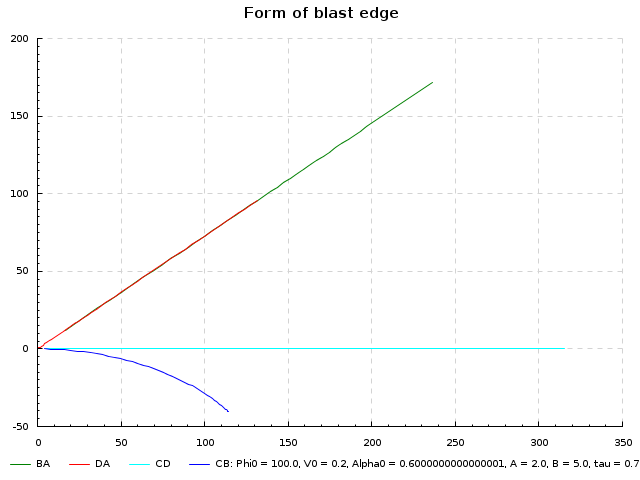 Form of blast edge
200
150
100
50
0
-50
0 50 100 150 200 250 300 350
BA DA CD CB: Phi0 = 100.0, V0 = 0.2, Alpha0 = 0.6000000000000001, A = 2.0, B = 5.0, tau = 0.7